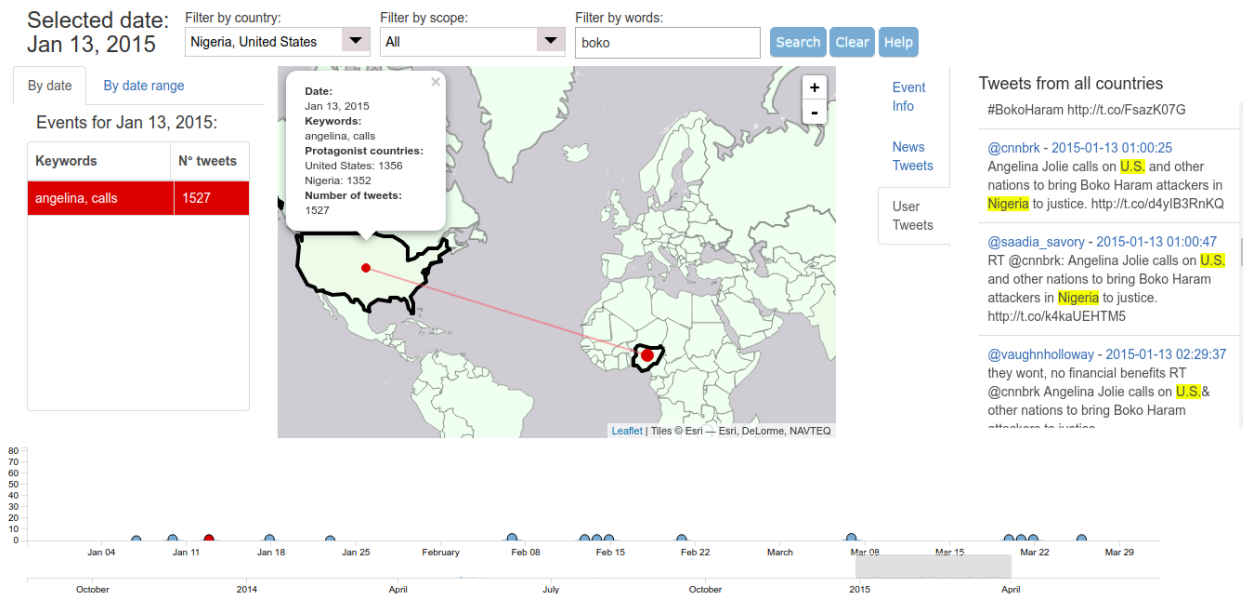 Selected date:
Jan 13, 2015
Filter by country:
Nigeria, United States
Filter by scope:
All
Filter by words:
boko
Search
Clear
Help
By date
By date range
Events for Jan 13, 2015:
Keywords N° tweets
angelina, calls 1527
×
Date:
Jan 13, 2015
Keywords:
angelina, calls
Protagonist countries:
United States: 1356
Nigeria: 1352
Number of tweets:
1527
+
-
Leaflet | Tiles © Esri — Esri, DeLorme, NAVTEQ
Event
Info
News
Tweets
User
Tweets
Tweets from all countries
#BokoHaram http://t.co/FsazK07G
@cnnbrk - 2015-01-13 01:00:25
Angelina Jolie calls on U.S. and other
nations to bring Boko Haram attackers in
Nigeria to justice. http://t.co/d4yIB3RnKQ
@saadia_savory - 2015-01-13 01:00:47
RT @cnnbrk: Angelina Jolie calls on U.S.
and other nations to bring Boko Haram
attackers in Nigeria to justice.
http://t.co/k4kaUEHTM5
@vaughnholloway - 2015-01-13 02:29:37
they wont, no financial benefits RT
@cnnbrk Angelina Jolie calls on U.S.&
other nations to bring Boko Haram
attackers to justice
80
70
60
50
40
30
20
10
0
Jan 04 Jan 11 Jan 18 Jan 25 February Feb 08 Feb 15 Feb 22 March Mar 08 Mar 15 Mar 22 Mar 29
October 2014 April July October 2015 April